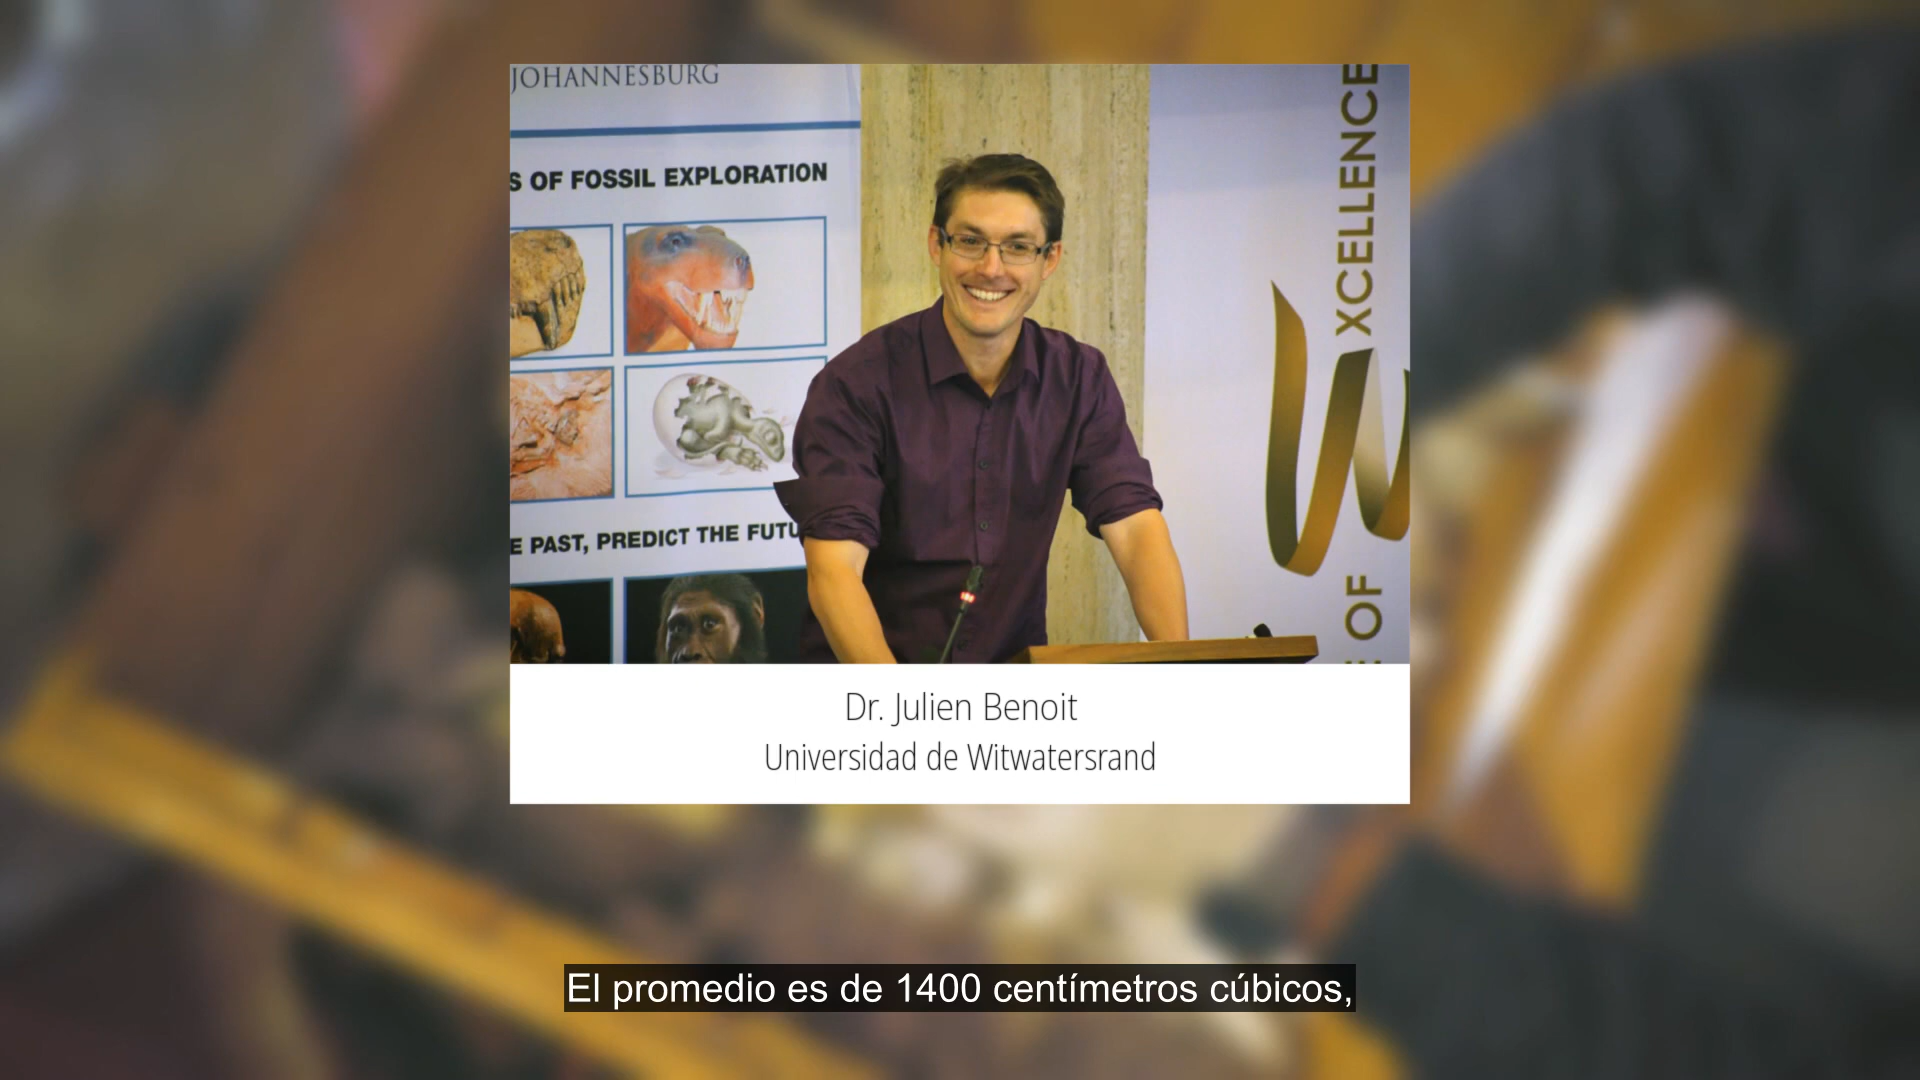 JOHANNESBURG
S OF FOSSIL EXPLORATION
E PAST, PREDICT THE FUTU
XCELLENCE
OF
Dr. Julien Benoit
Universidad de Witwatersrand
El promedio es de 1400 centímetros cúbicos,